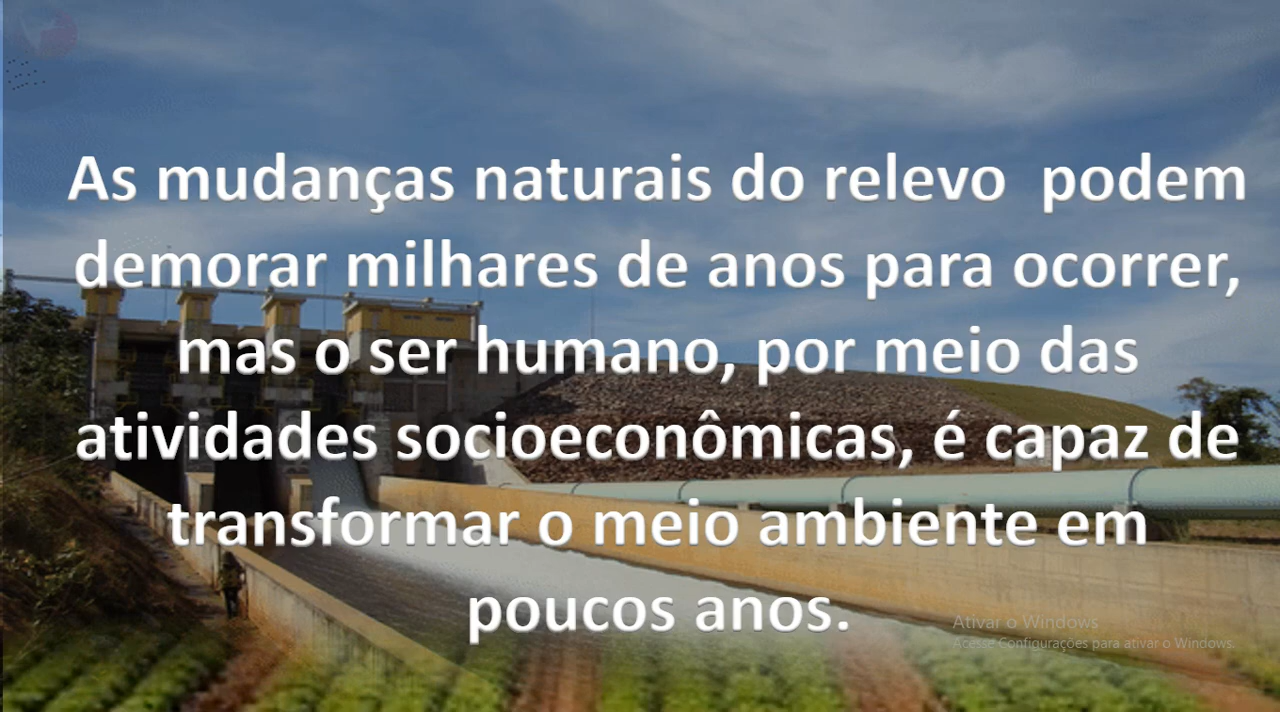 As mudanças naturais do relevo  podem
demorar milhares de anos para ocorrer,
mas o ser humano, por meio das
atividades socioeconômicas, é capaz de
transformar o meio ambiente em
poucos anos.
Ativar o Windows
Acesse Configurações para ativar o Windows.